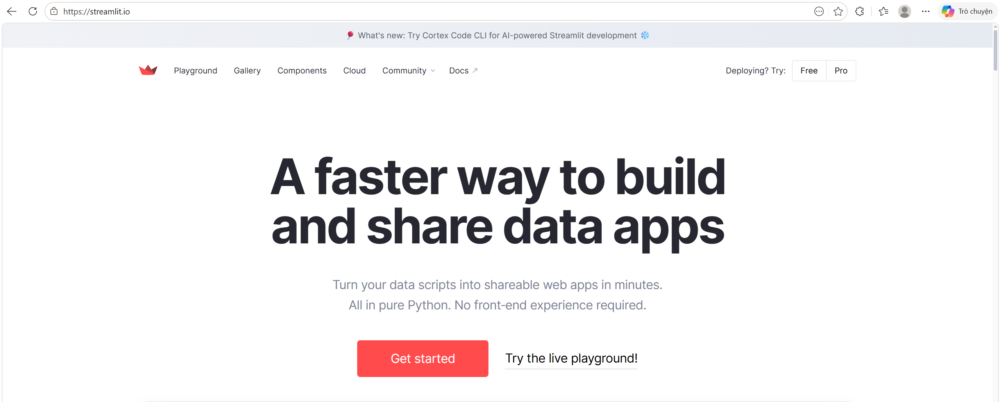 https://streamlit.io
Trò chuyện
What's new: Try Cortex Code CLI for AI-powered Streamlit development
Playground Gallery Components Cloud Community Docs Deploying? Try: Free Pro
A faster way to build
and share data apps
Turn your data scripts into shareable web apps in minutes.
All in pure Python. No front-end experience required.
Get started Try the live playground!